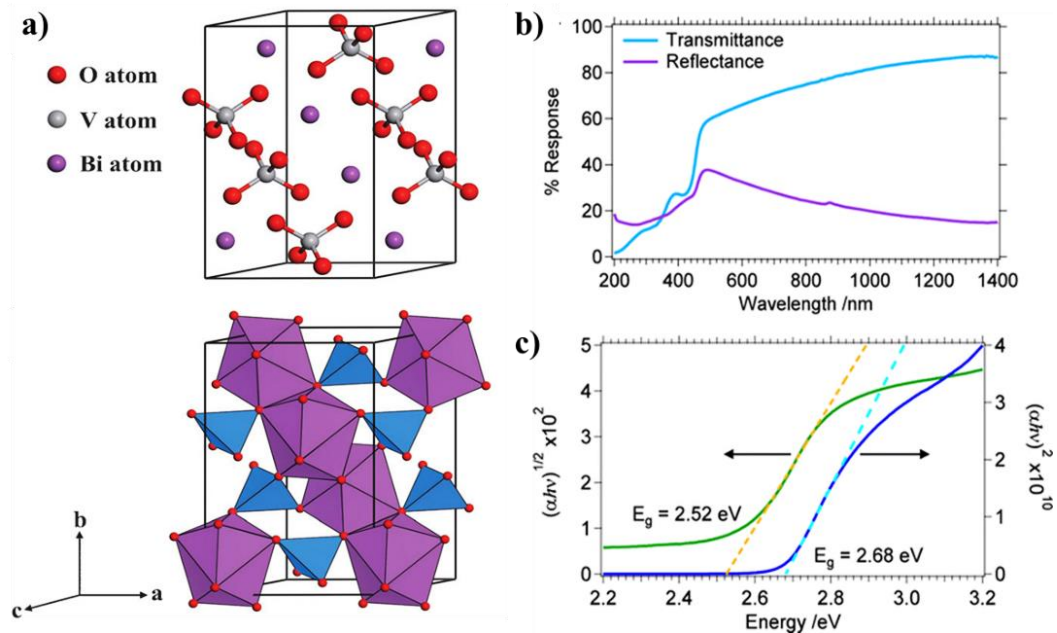 a)
O atom
V atom
Bi atom
b
c
a
b)
Transmittance
Reflectance
% Response
100
80
60
40
20
0
200 400 600 800 1000 1200 1400
Wavelength /nm
c)
(αhν)^1/2 x10^2
5
4
3
2
1
0
E_g = 2.52 eV
E_g = 2.68 eV
4
3
2
1
0
(αhν)^2 x10^10
2.2 2.4 2.6 2.8 3.0 3.2
Energy /eV